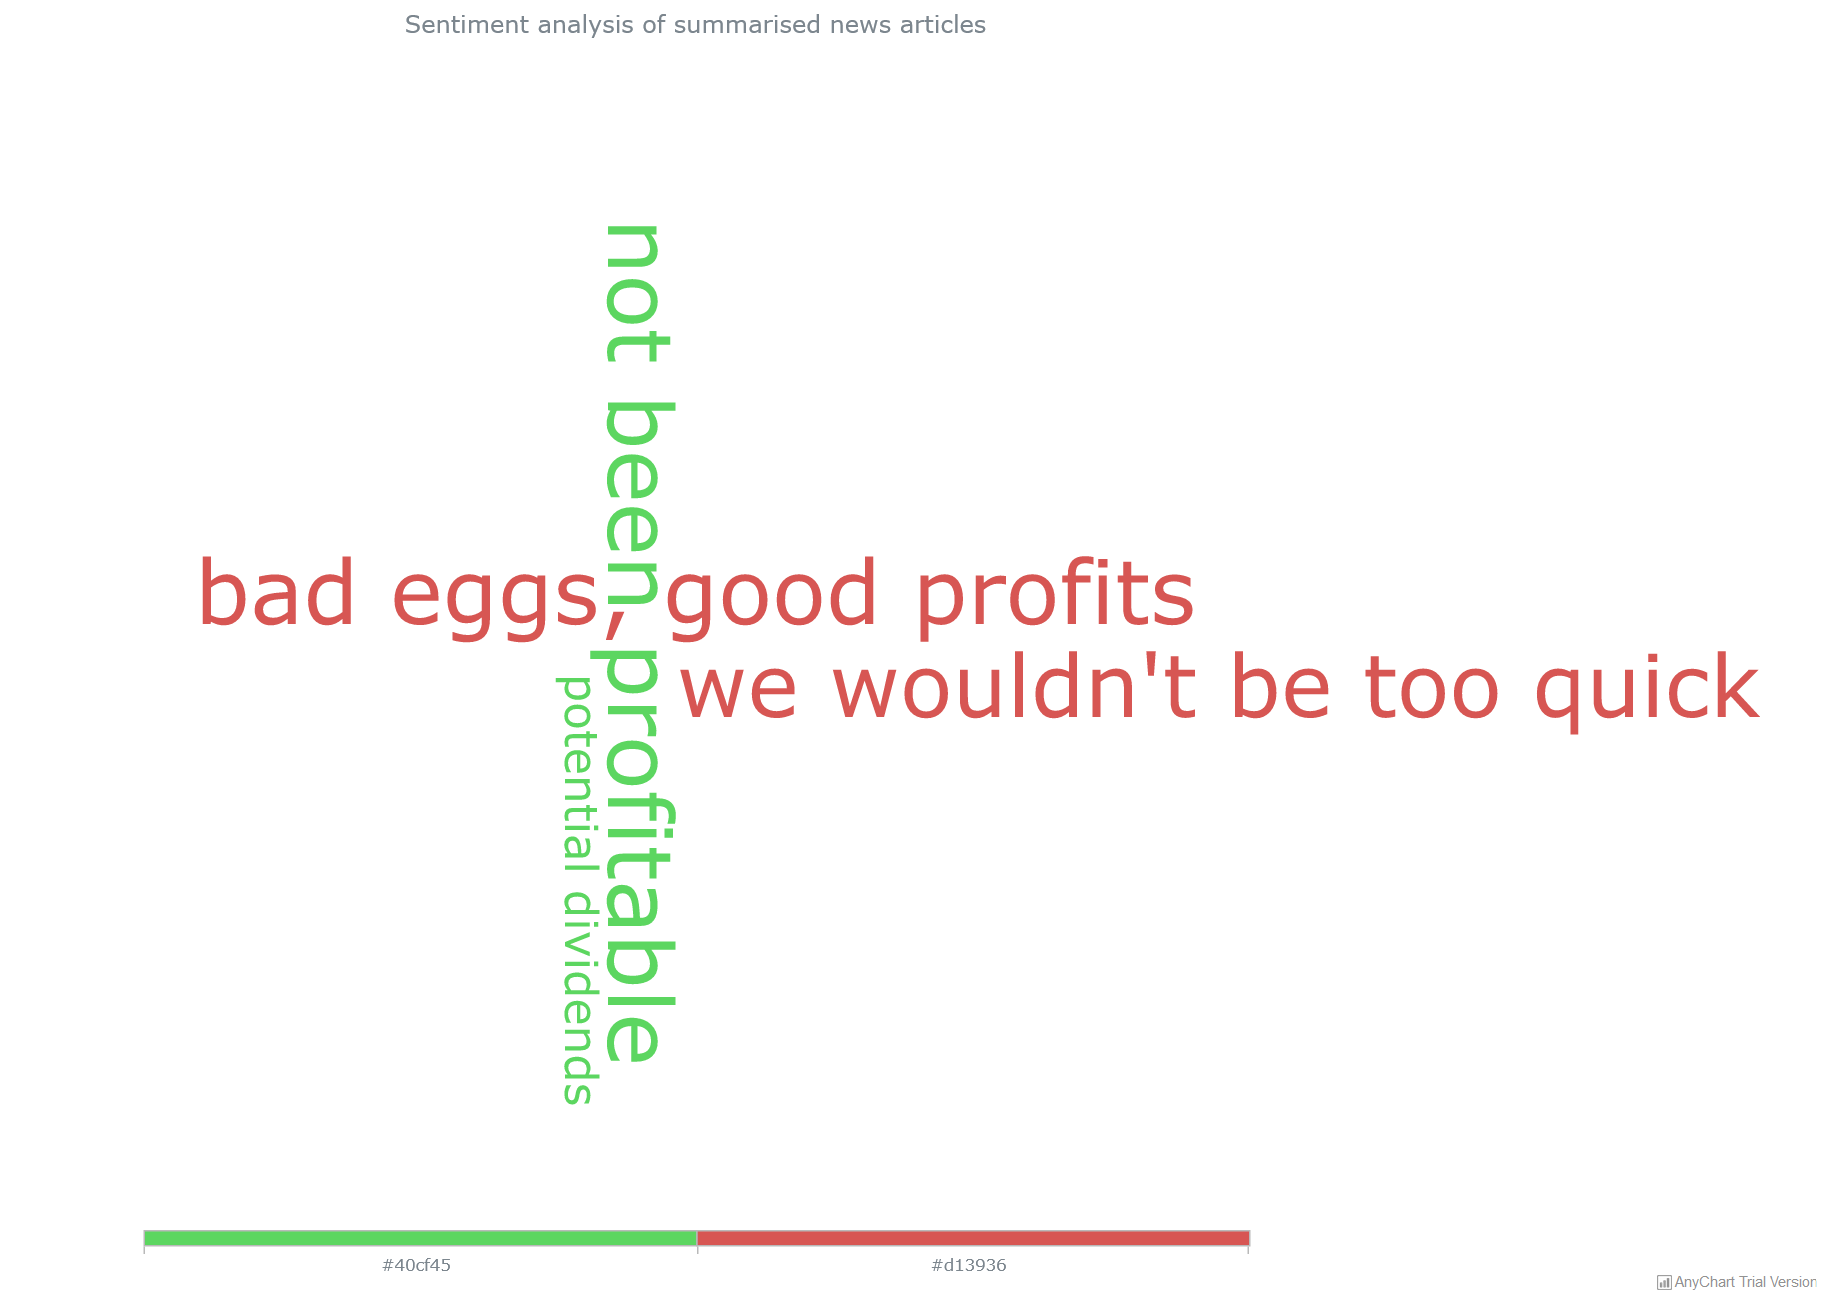 Sentiment analysis of summarised news articles
not been profitable
bad eggs, good profits
we wouldn't be too quick
potential dividends
#40cf45
#d13936
AnyChart Trial Version